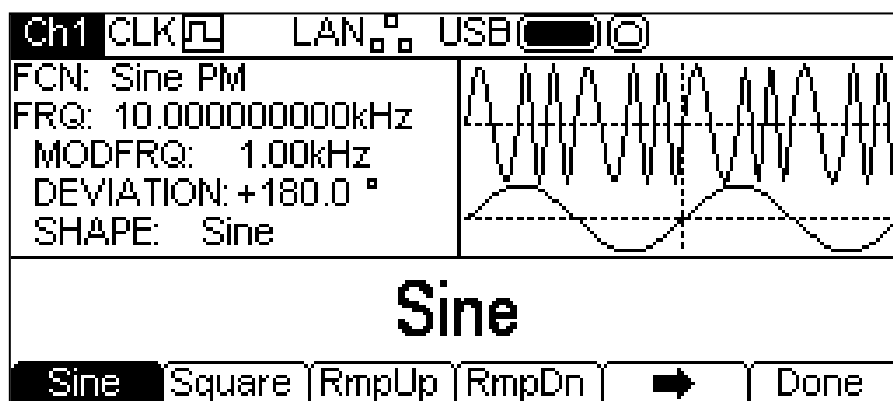 Ch1 CLK LAN USB
FCN: Sine PM
FRQ: 10.000000000kHz
MODFRQ: 1.00kHz
DEVIATION: +180.0 °
SHAPE: Sine
Sine
Sine Square RmpUp RmpDn Done